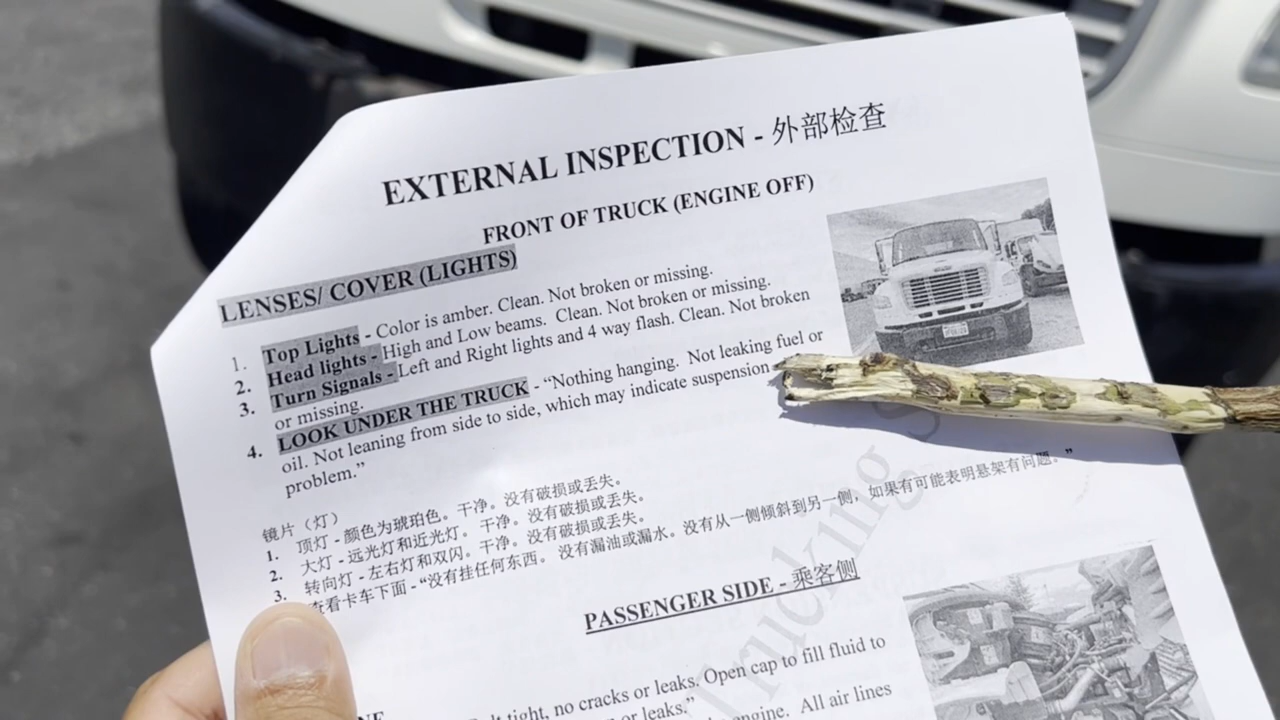 EXTERNAL INSPECTION - 外部检查
FRONT OF TRUCK (ENGINE OFF)
LENSES/ COVER (LIGHTS)
1. Top Lights - Color is amber. Clean. Not broken or missing.
2. Head lights - High and Low beams. Clean. Not broken or missing.
3. Turn Signals - Left and Right lights and 4 way flash. Clean. Not broken
or missing.
4. LOOK UNDER THE TRUCK - “Nothing hanging. Not leaking fuel or
oil. Not leaning from side to side, which may indicate suspension
problem.”
镜片（灯）
1. 顶灯 - 颜色为琥珀色。干净。没有破损或丢失。
2. 大灯 - 远光灯和近光灯。干净。没有破损或丢失。
3. 转向灯 - 左右灯和双闪。干净。没有破损或丢失。
查看卡车下面 - “没有挂任何东西。没有漏油或漏水。没有从一侧倾斜到另一侧，如果有可能表明悬架有问题。”
PASSENGER SIDE - 乘客侧
tight, no cracks or leaks. Open cap to fill fluid to
or leaks.”
engine. All air lines
Trucking